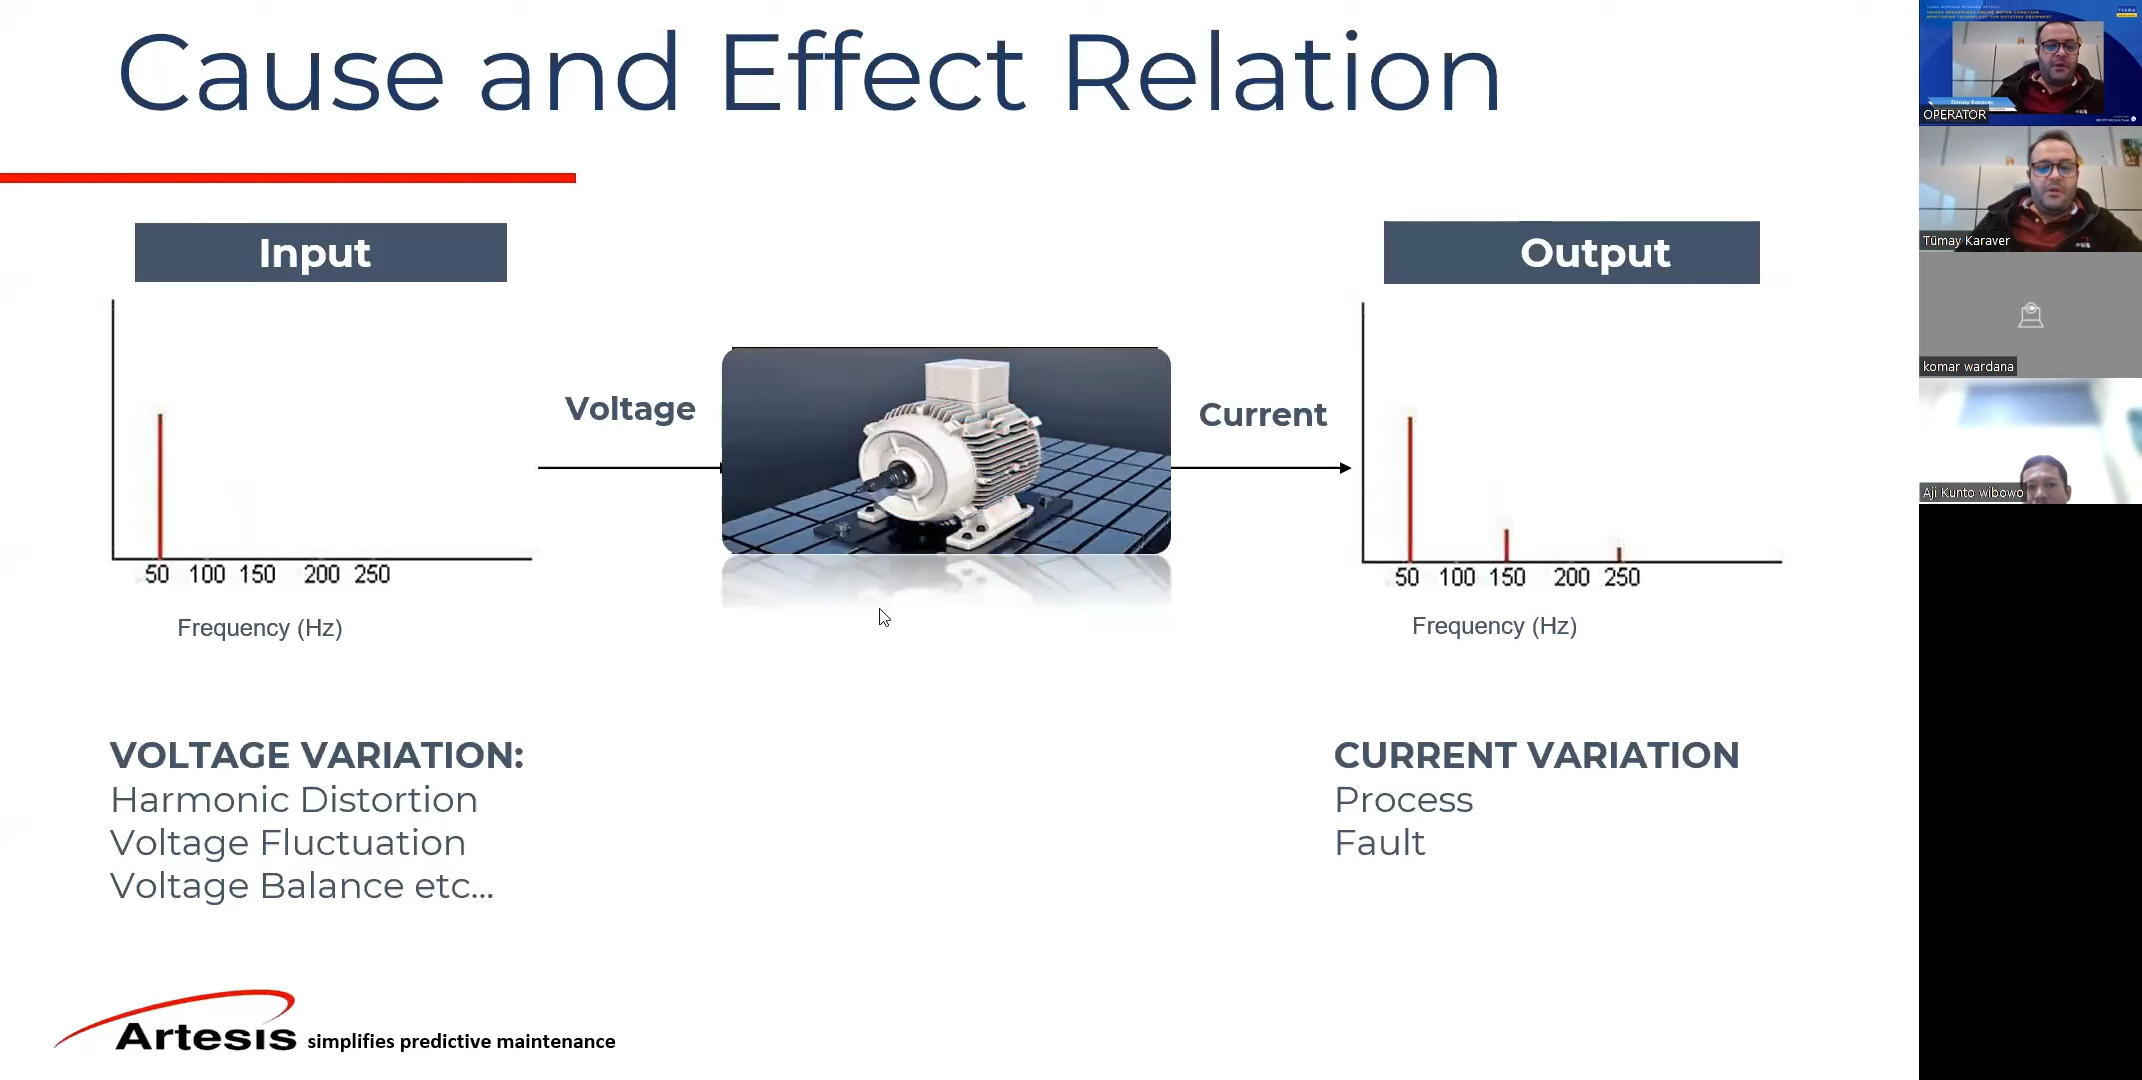 Cause and Effect Relation
Input
Output
Voltage
Current
50 100 150 200 250
Frequency (Hz)
50 100 150 200 250
Frequency (Hz)
VOLTAGE VARIATION:
Harmonic Distortion
Voltage Fluctuation
Voltage Balance etc...
CURRENT VARIATION
Process
Fault
Artesis simplifies predictive maintenance
Tümay Karaver
OPERATOR
Tümay Karaver
komar wardana
Aji Kunto wibowo